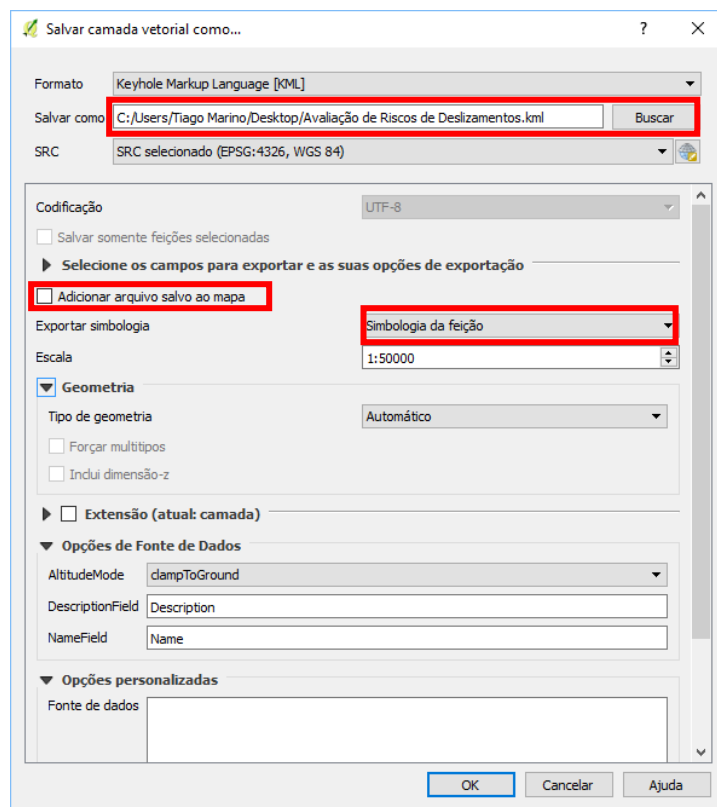 Salvar camada vetorial como...
Formato Keyhole Markup Language [KML]
Salvar como C:/Users/Tiago Marino/Desktop/Avaliação de Riscos de Deslizamentos.kml Buscar
SRC SRC selecionado (EPSG:4326, WGS 84)
Codificação UTF-8
Salvar somente feições selecionadas
Selecione os campos para exportar e as suas opções de exportação
Adicionar arquivo salvo ao mapa
Exportar simbologia Simbologia da feição
Escala 1:50000
Geometria
Tipo de geometria Automático
Forçar multitipos
Inclui dimensão-z
Extensão (atual: camada)
Opções de Fonte de Dados
AltitudeMode clampToGround
DescriptionField Description
NameField Name
Opções personalizadas
Fonte de dados
OK Cancelar Ajuda